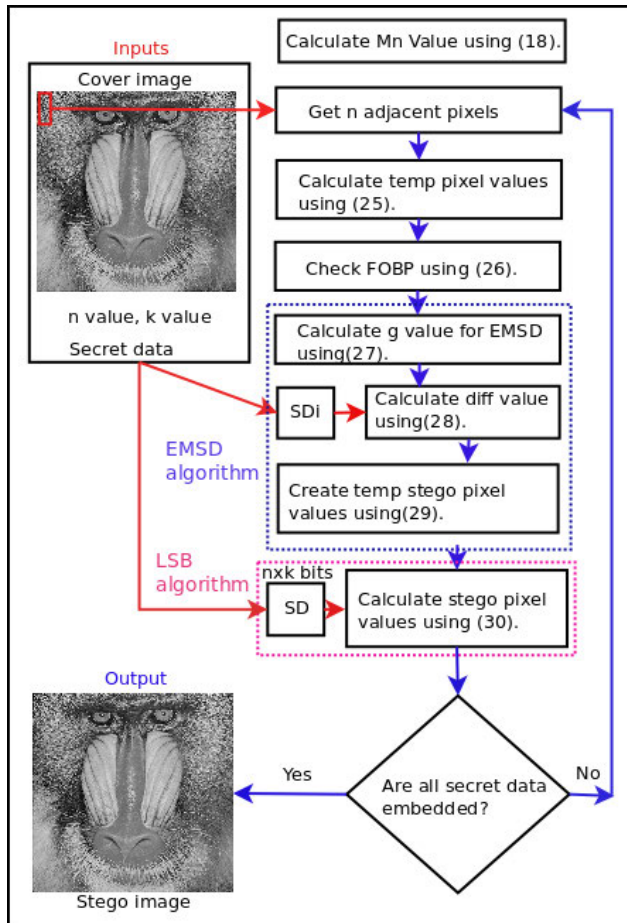 Inputs
Cover image
n value, k value
Secret data
Calculate Mn Value using (18).
Get n adjacent pixels
Calculate temp pixel values
using (25).
Check FOBP using (26).
Calculate g value for EMSD
using(27).
SDi
Calculate diff value
using(28).
EMSD
algorithm
Create temp stego pixel
values using(29).
LSB
algorithm
nxk bits
SD
Calculate stego pixel
values using (30).
Output
Yes
Are all secret data
embedded?
No
Stego image